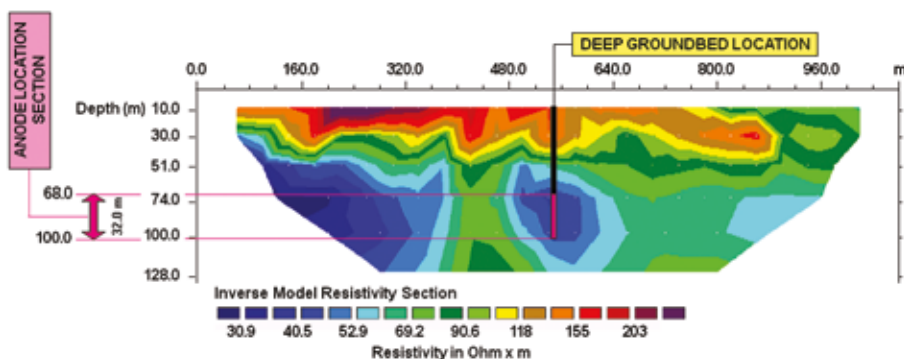 DEEP GROUNDBED LOCATION
ANODE LOCATION
SECTION
0.0 160.0 320.0 480.0 640.0 800.0 960.0 m
Depth (m) 10.0
30.0
51.0
68.0
74.0
32.0 m
100.0 100.0
128.0
Inverse Model Resistivity Section
30.9 40.5 52.9 69.2 90.6 118 155 203
Resistivity in Ohm x m